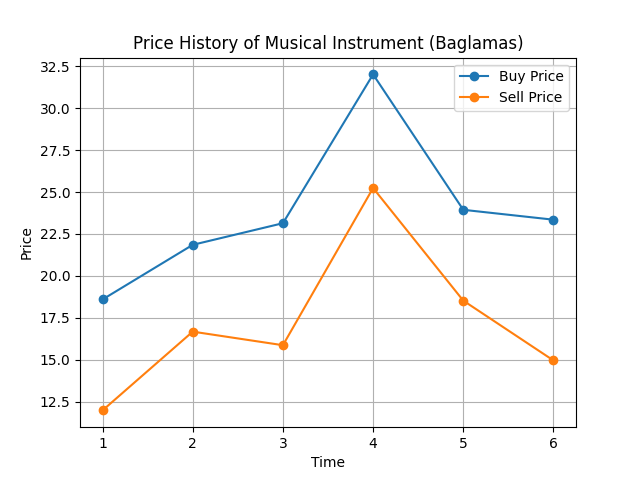 Price History of Musical Instrument (Baglamas)
Buy Price
Sell Price
32.5
30.0
27.5
25.0
22.5
20.0
17.5
15.0
12.5
Price
1 2 3 4 5 6
Time